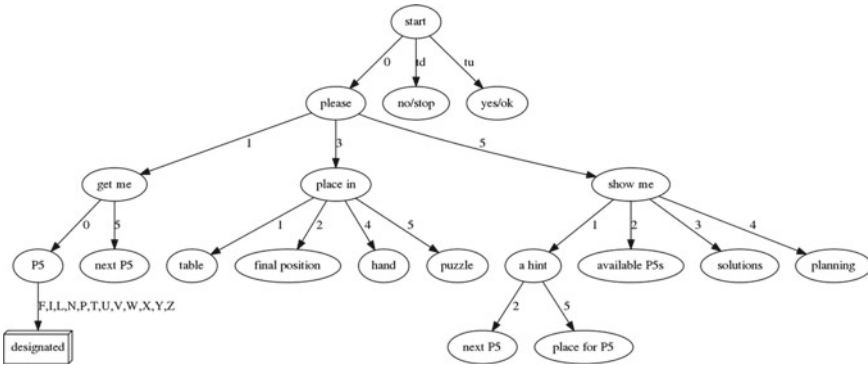 start
0 td tu
please no/stop yes/ok
1 3 5
get me place in show me
0 5 1 2 4 5 1 2 3 4
P5 next P5 table final position hand puzzle a hint available P5s solutions planning
F,I,L,N,P,T,U,V,W,X,Y,Z 2 5
designated next P5 place for P5